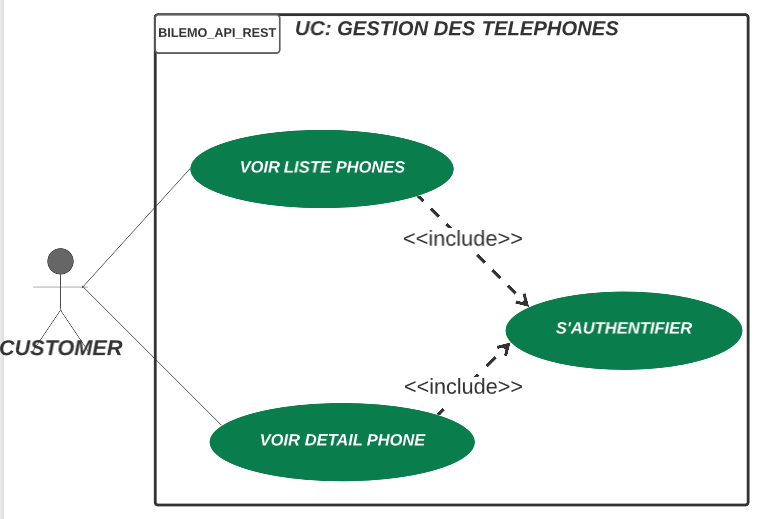 BILEMO_API_REST
UC: GESTION DES TELEPHONES
VOIR LISTE PHONES
<<include>>
S'AUTHENTIFIER
CUSTOMER
<<include>>
VOIR DETAIL PHONE